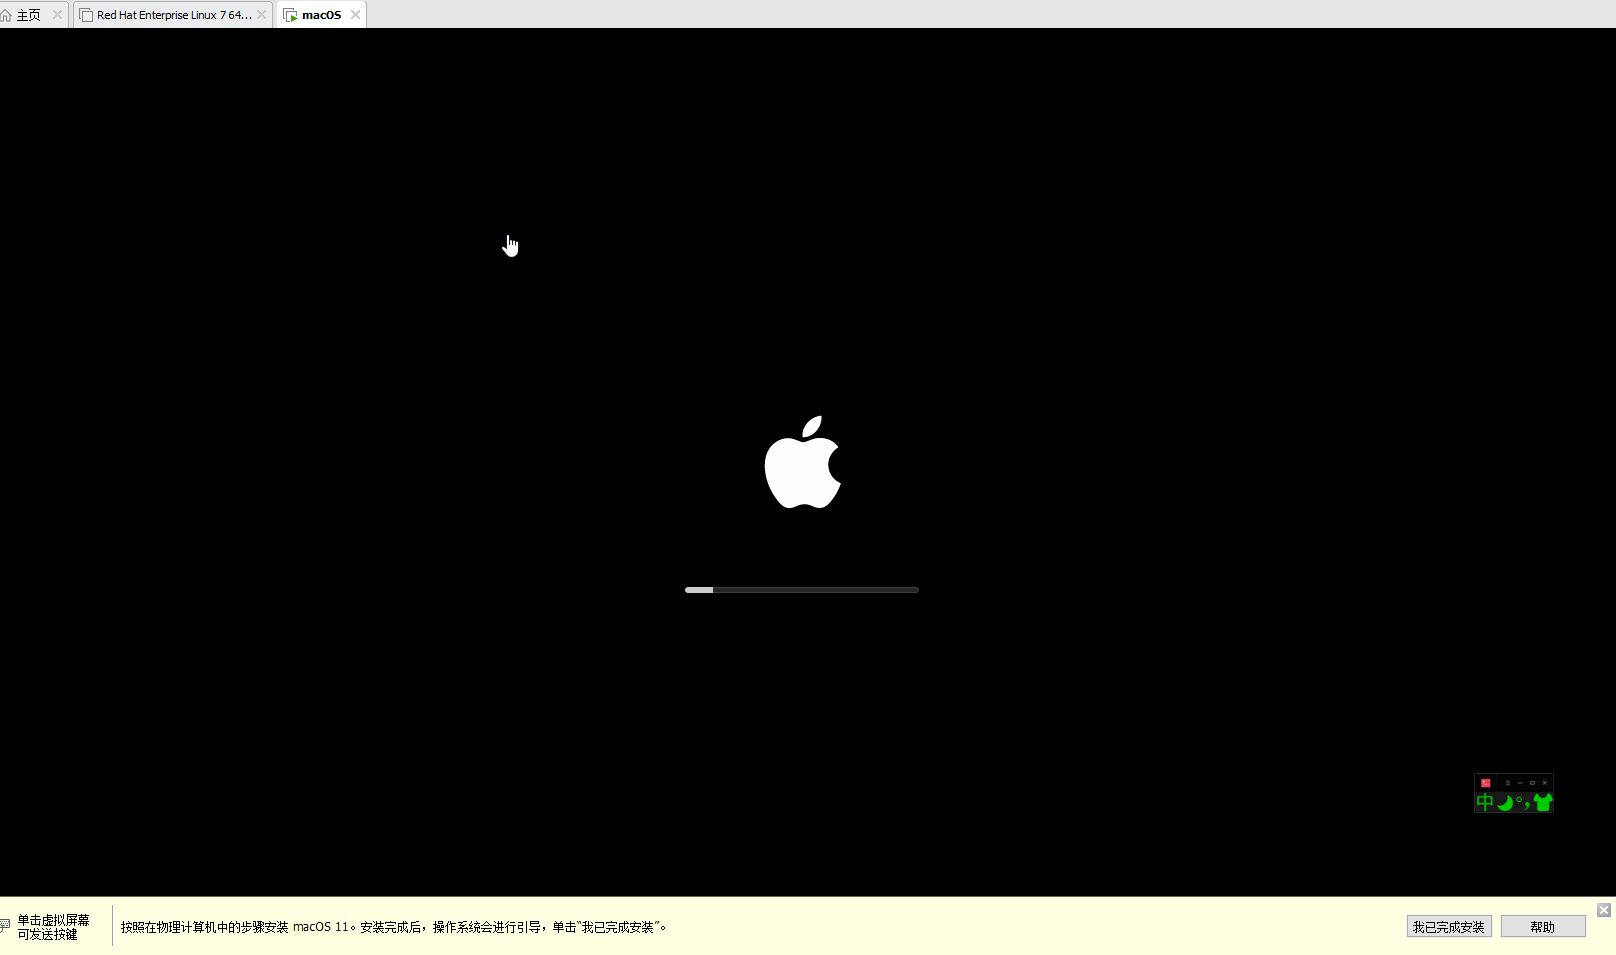 主页
Red Hat Enterprise Linux 7 64...
macOS
中
单击虚拟屏幕
可发送按键
按照在物理计算机中的步骤安装 macOS 11。安装完成后，操作系统会进行引导，单击“我已完成安装”。
我已完成安装
帮助